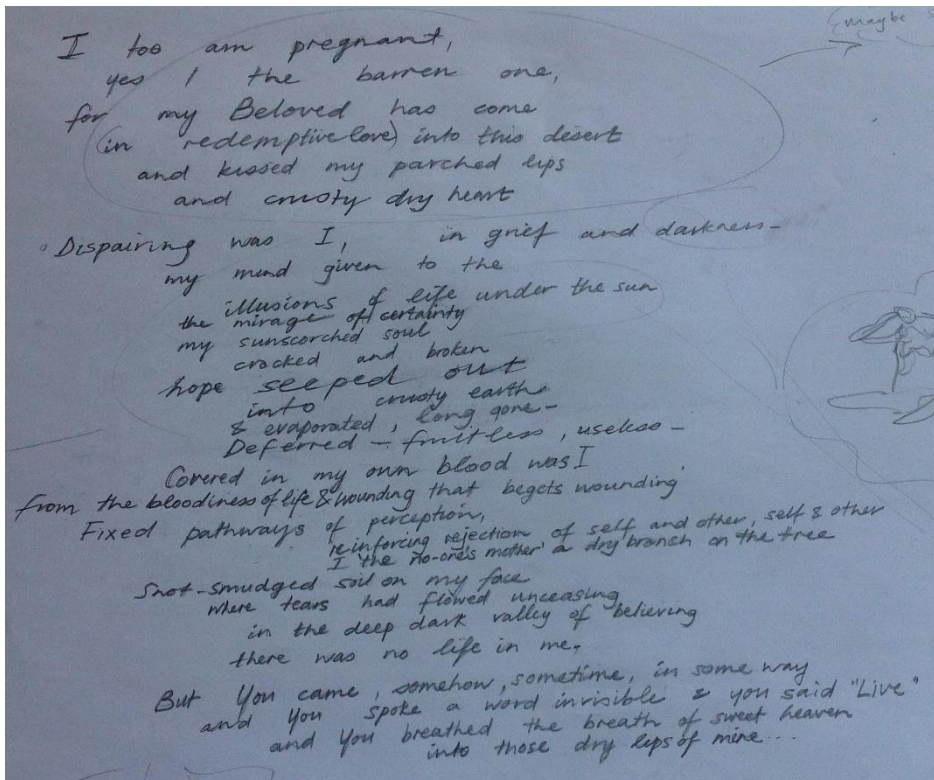 (maybe
I too am pregnant,
yes I the barren one,
for my Beloved has come
(in redemptive love) into this desert
and kissed my parched lips
and crusty dry heart
Dispairing was I, in grief and darkness -
my mind given to the
illusions of life under the sun
the mirage of certainty
my sunscorched soul
cracked and broken
hope seeped out
into crusty earth
& evaporated, long gone -
Deferred - fruitless, useless -
Covered in my own blood was I
from the bloodiness of life & wounding that begets wounding
Fixed pathways of perception,
reinforcing rejection of self and other, self & other
I 'the no-one's mother' a dry branch on the tree
Snot-smudged soil on my face
where tears had flowed unceasing
in the deep dark valley of believing
there was no life in me.
But You came, somehow, sometime, in some way
and You spoke a word invisible & you said "Live"
and You breathed the breath of sweet heaven
into those dry lips of mine...